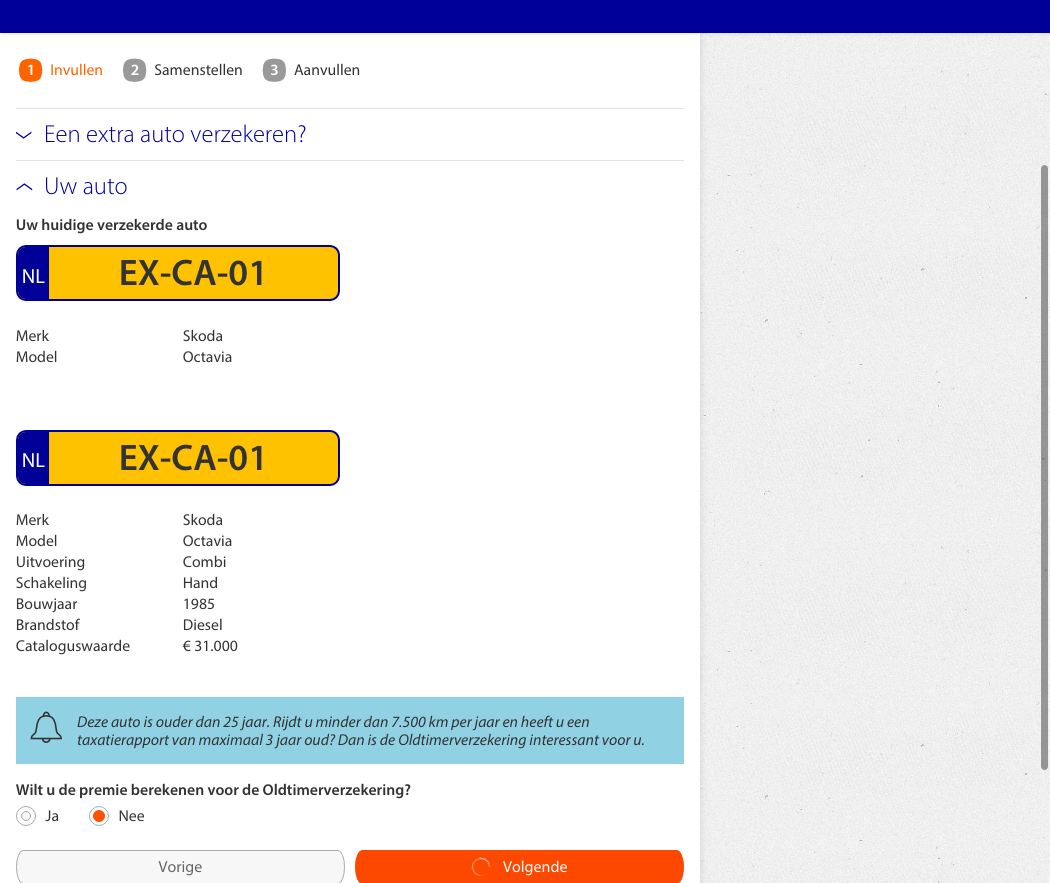 1 Invullen 2 Samenstellen 3 Aanvullen
Een extra auto verzekeren?
Uw auto
Uw huidige verzekerde auto
NL EX-CA-01
Merk Skoda
Model Octavia
NL EX-CA-01
Merk Skoda
Model Octavia
Uitvoering Combi
Schakeling Hand
Bouwjaar 1985
Brandstof Diesel
Cataloguswaarde € 31.000
Deze auto is ouder dan 25 jaar. Rijdt u minder dan 7.500 km per jaar en heeft u een
taxatierapport van maximaal 3 jaar oud? Dan is de Oldtimerverzekering interessant voor u.
Wilt u de premie berekenen voor de Oldtimerverzekering?
Ja Nee
Vorige Volgende